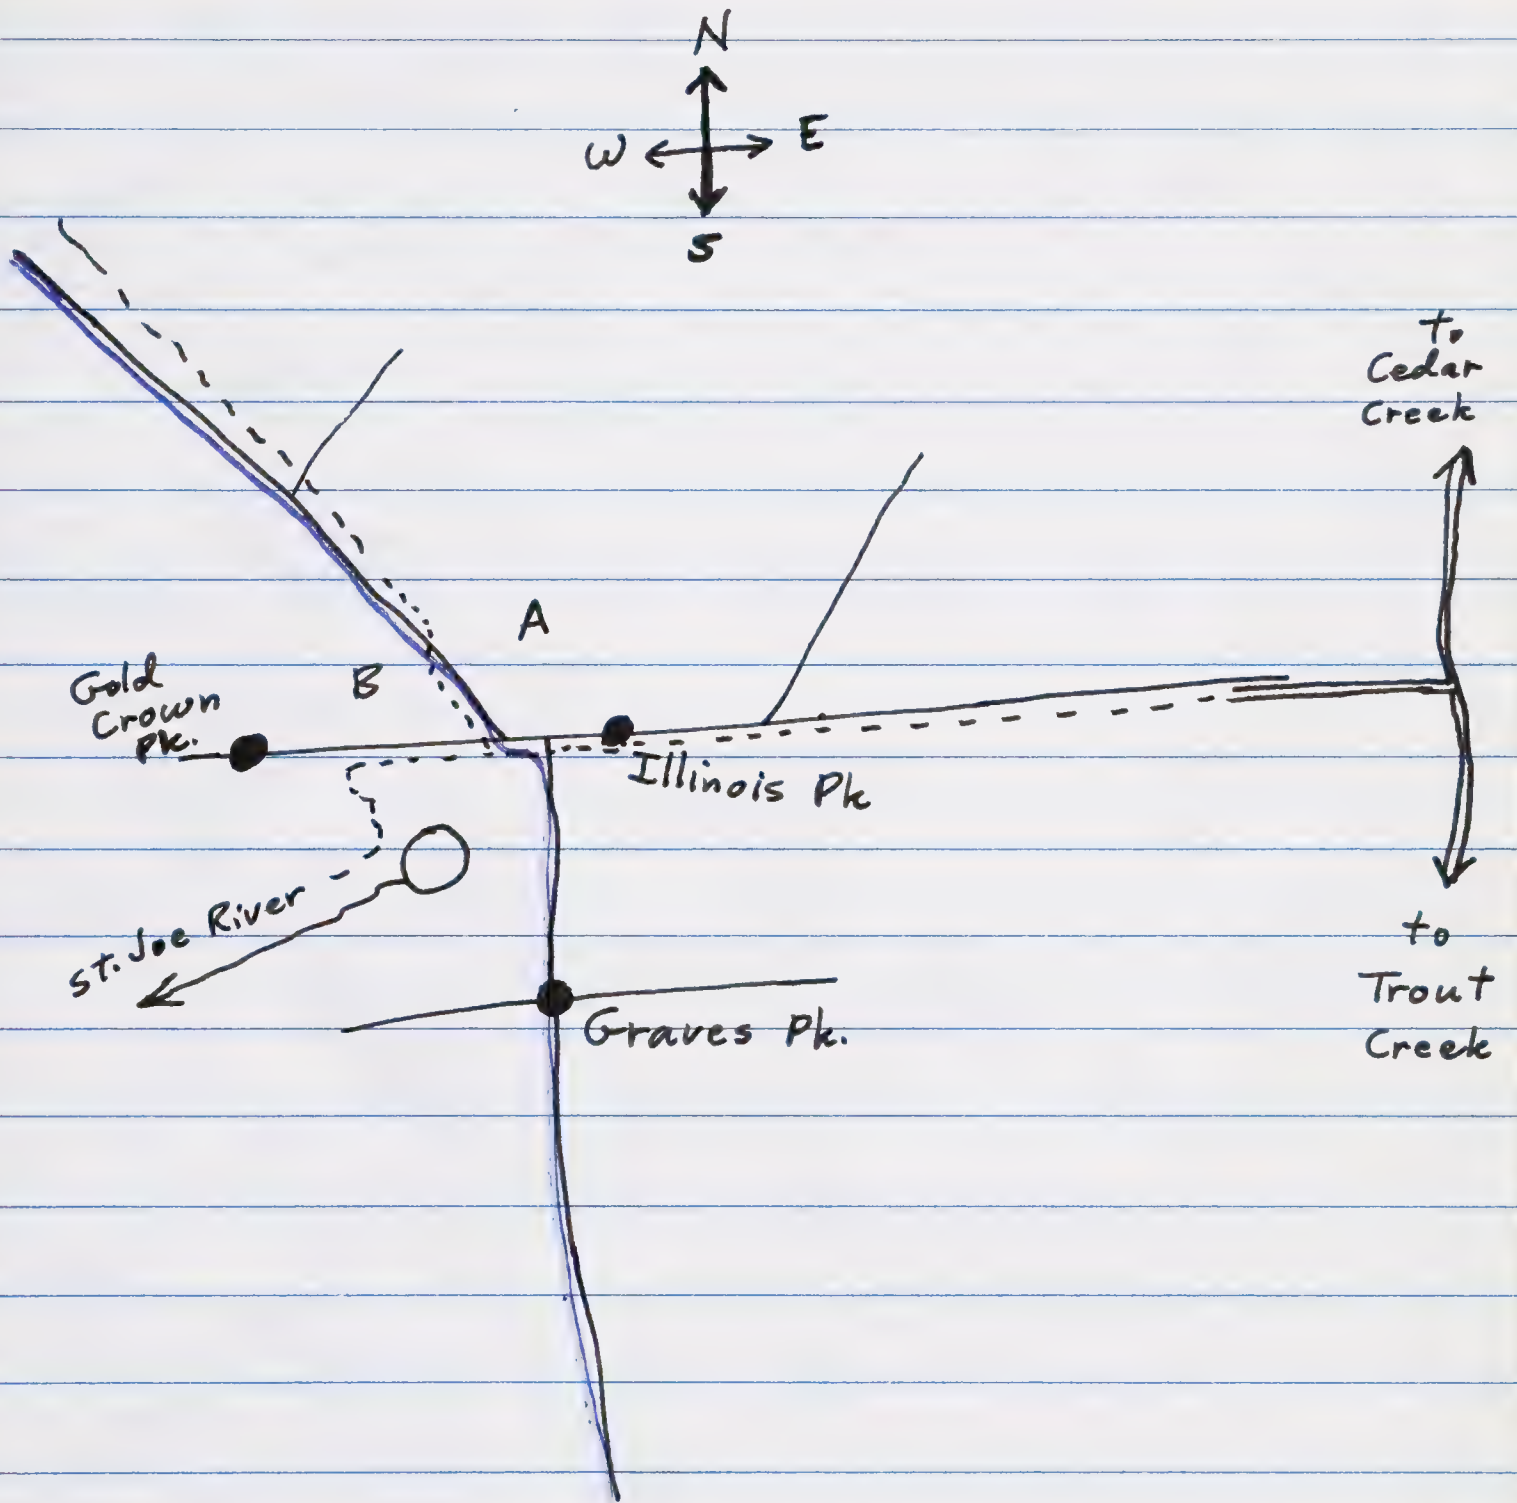 N
W
E
S
to
Cedar
Creek
A
B
Gold
Crown
Pk.
Illinois Pk
St. Joe River
Graves Pk.
to
Trout
Creek